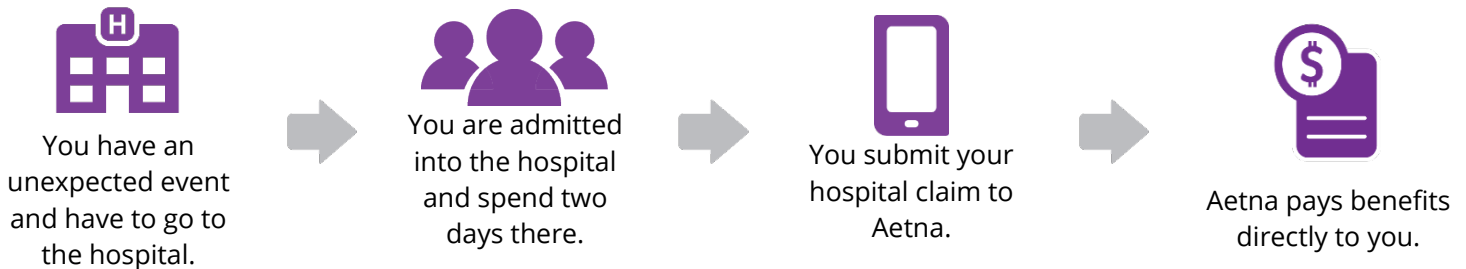 H
You have an
unexpected event
and have to go to
the hospital.
You are admitted
into the hospital
and spend two
days there.
You submit your
hospital claim to
Aetna.
$
Aetna pays benefits
directly to you.